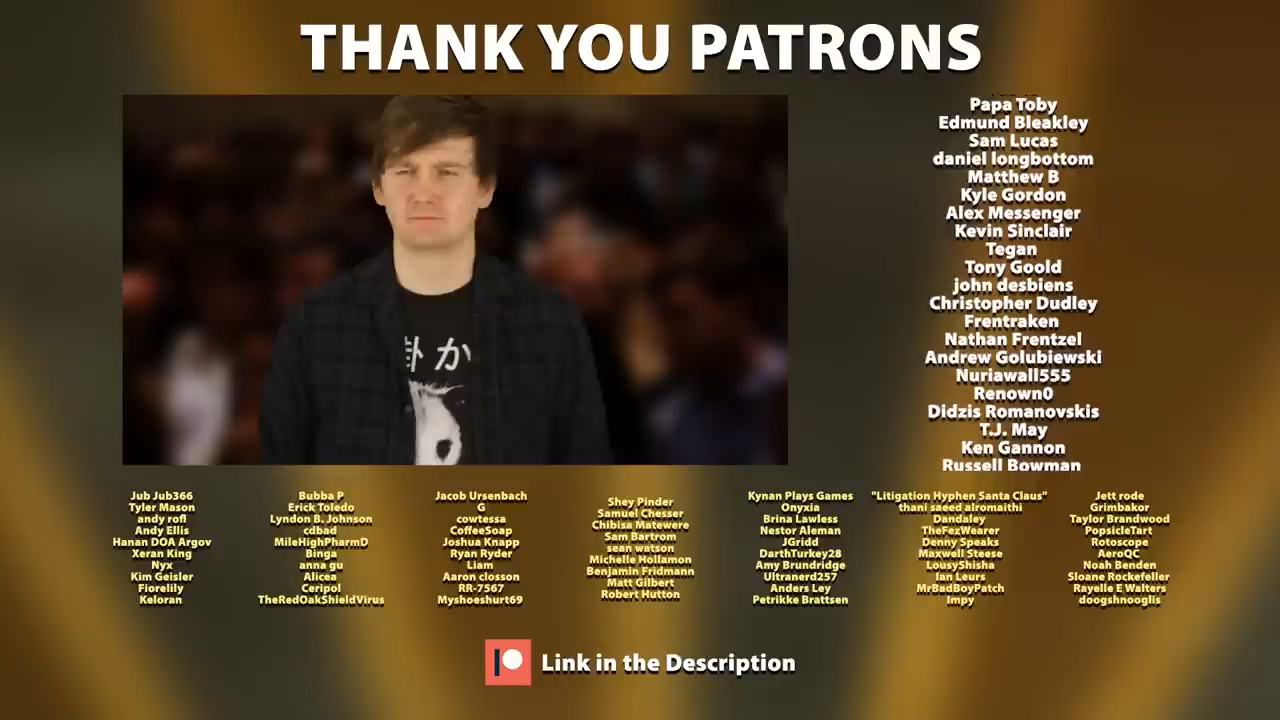 THANK YOU PATRONS
掛か
Papa Toby
Edmund Bleakley
Sam Lucas
daniel longbottom
Matthew B
Kyle Gordon
Alex Messenger
Kevin Sinclair
Tegan
Tony Goold
john desbiens
Christopher Dudley
Frentraken
Nathan Frentzel
Andrew Golubiewski
Nuriawall555
Renown0
Didzis Romanovskis
T.J. May
Ken Gannon
Russell Bowman
Jub Jub366
Tyler Mason
andy rofl
Andy Ellis
Hanan DOA Argov
Xeran King
Nyx
Kim Geisler
Fiorelily
Keloran
Bubba P
Erick Toledo
Lyndon B. Johnson
cdbad
MileHighPharmD
Binga
anna gu
Alicea
Ceripol
TheRedOakShieldVirus
Jacob Ursenbach
G
cowtessa
CoffeeSoap
Joshua Knapp
Ryan Ryder
Liam
Aaron closson
RR-7567
Myshoeshurt69
Shey Pinder
Samuel Chesser
Chibisa Matewere
Sam Bartrom
sean watson
Michelle Hollamon
Benjamin Fridmann
Matt Gilbert
Robert Hutton
Kynan Plays Games
Onyxia
Brina Lawless
Nestor Aleman
JGridd
DarthTurkey28
Amy Brundridge
Ultranerd257
Anders Ley
Petrikke Brattsen
"Litigation Hyphen Santa Claus"
thani saeed alromaithi
Dandaley
TheFexWearer
Denny Speaks
Maxwell Steese
LousyShisha
Ian Leurs
MrBadBoyPatch
Impy
Jett rode
Grimbakor
Taylor Brandwood
PopsicleTart
Rotoscope
AeroQC
Noah Benden
Sloane Rockefeller
Rayelle E Walters
doogshnooglis
Link in the Description